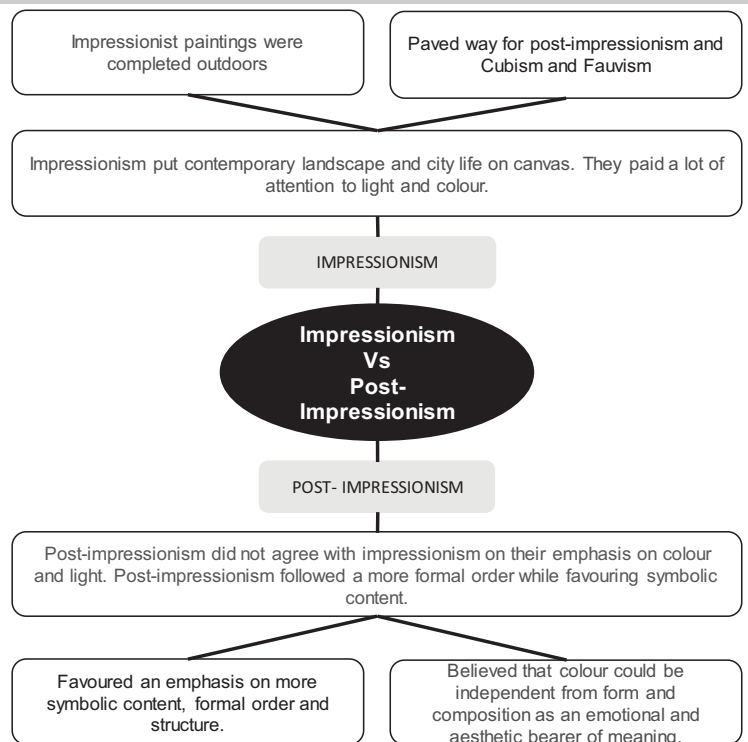 Impressionist paintings were
completed outdoors
Paved way for post-impressionism and
Cubism and Fauvism
Impressionism put contemporary landscape and city life on canvas. They paid a lot of
attention to light and colour.
IMPRESSIONISM
Impressionism
Vs
Post-
Impressionism
POST- IMPRESSIONISM
Post-impressionism did not agree with impressionism on their emphasis on colour
and light. Post-impressionism followed a more formal order while favouring symbolic
content.
Favoured an emphasis on more
symbolic content, formal order and
structure.
Believed that colour could be
independent from form and
composition as an emotional and
aesthetic bearer of meaning.